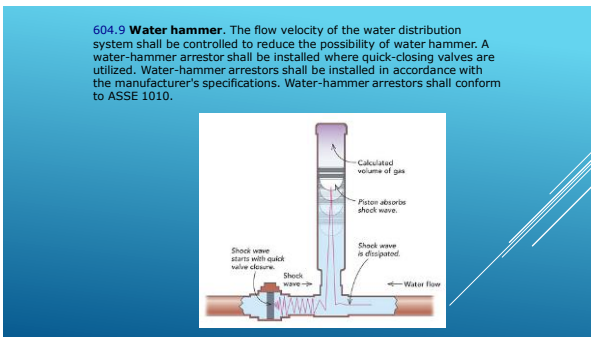 604.9 Water hammer. The flow velocity of the water distribution
system shall be controlled to reduce the possibility of water hammer. A
water-hammer arrestor shall be installed where quick-closing valves are
utilized. Water-hammer arrestors shall be installed in accordance with
the manufacturer's specifications. Water-hammer arrestors shall conform
to ASSE 1010.
Calculated
volume of gas
Piston absorbs
shock wave.
Shock wave
starts with quick
valve closure.
Shock wave
is dissipated.
Shock
wave
Water flow